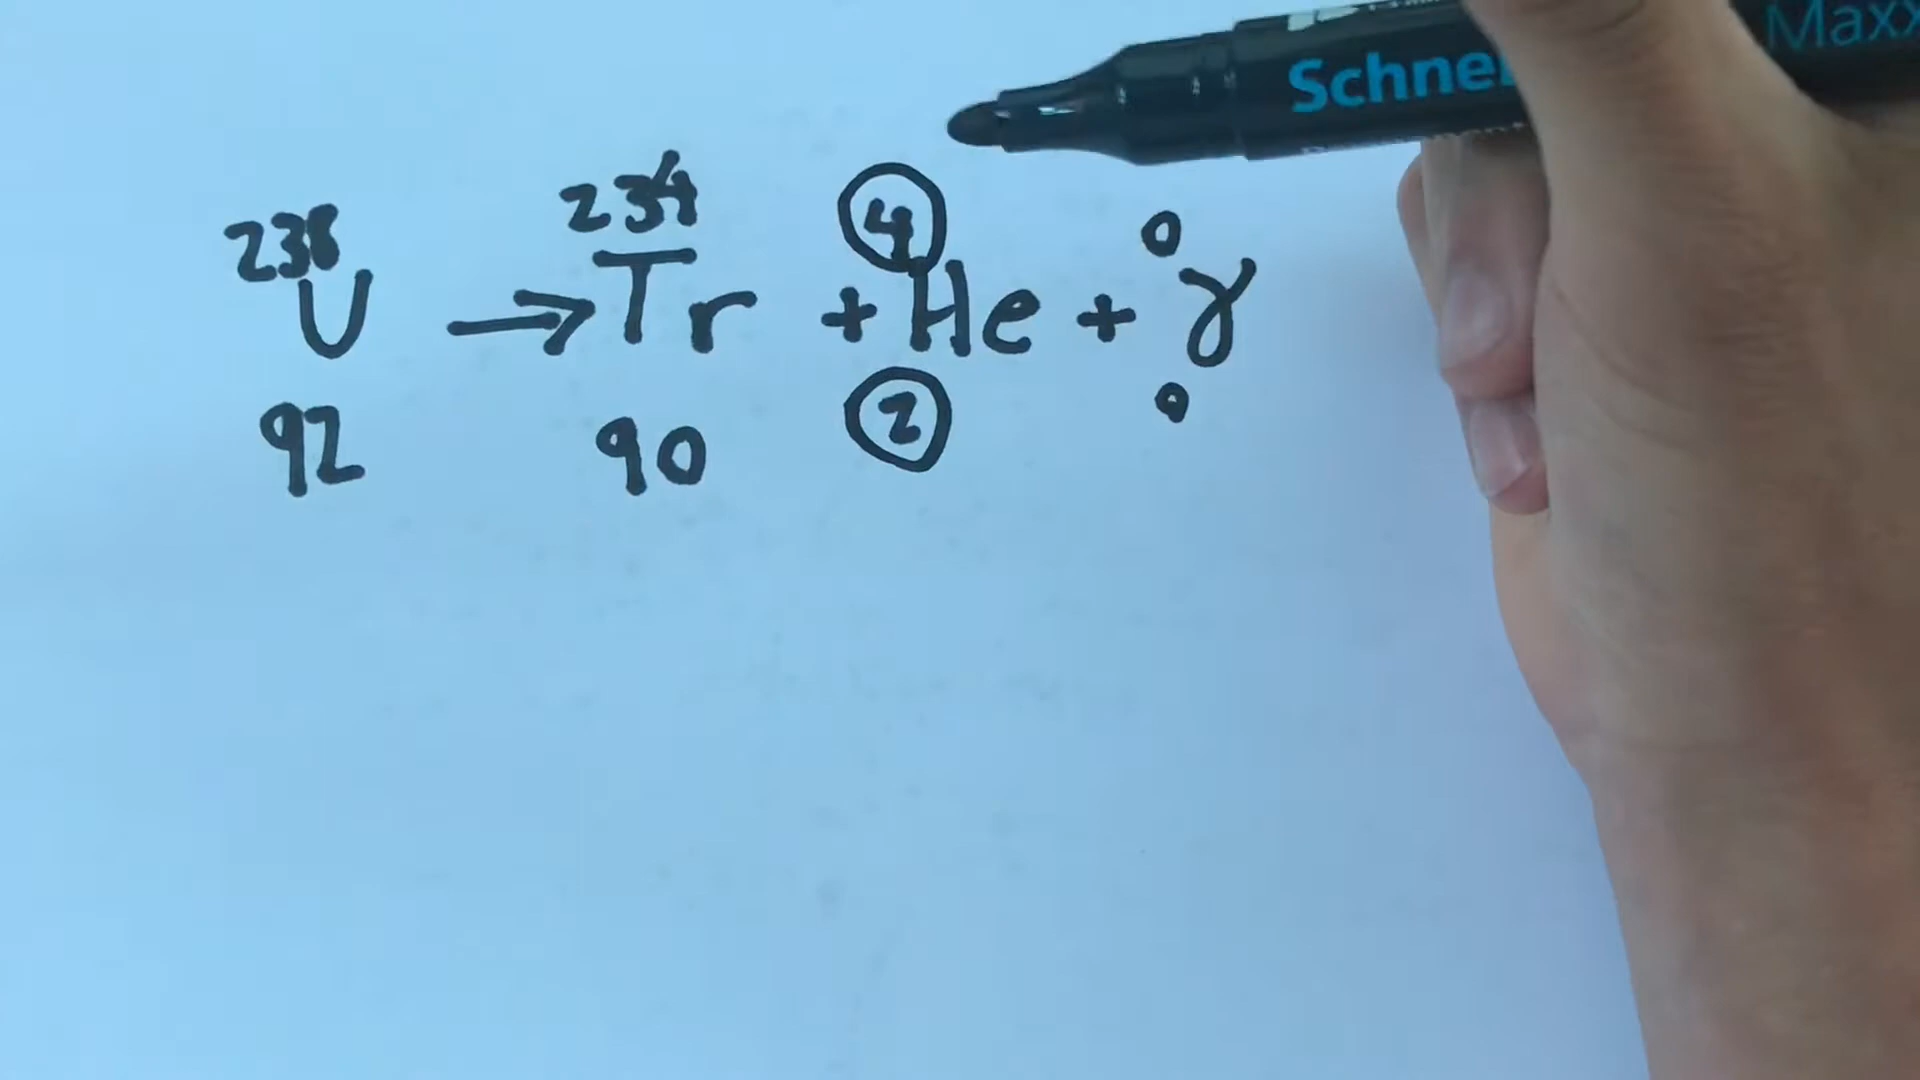 Schne
Maxx
238 234 4 0
U → Tr + He + γ
92 90 2 0